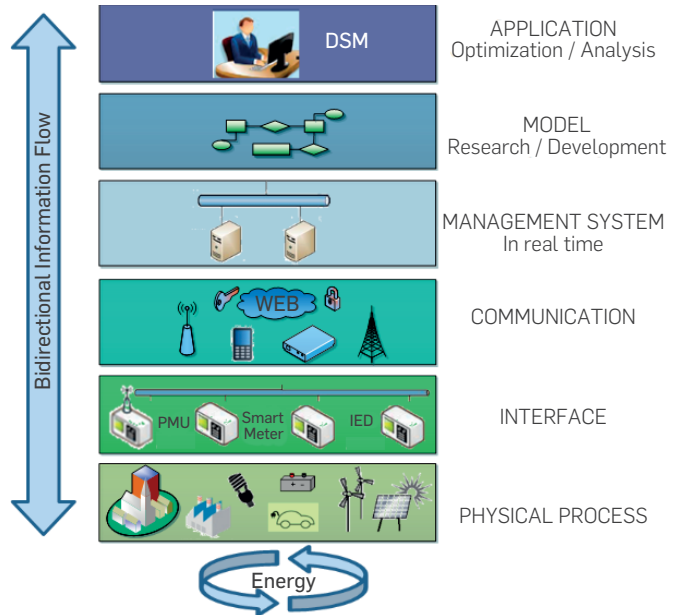 Bidirectional Information Flow
DSM
APPLICATION
Optimization / Analysis
MODEL
Research / Development
MANAGEMENT SYSTEM
In real time
WEB
COMMUNICATION
PMU
Smart
Meter
IED
INTERFACE
+ -
PHYSICAL PROCESS
Energy